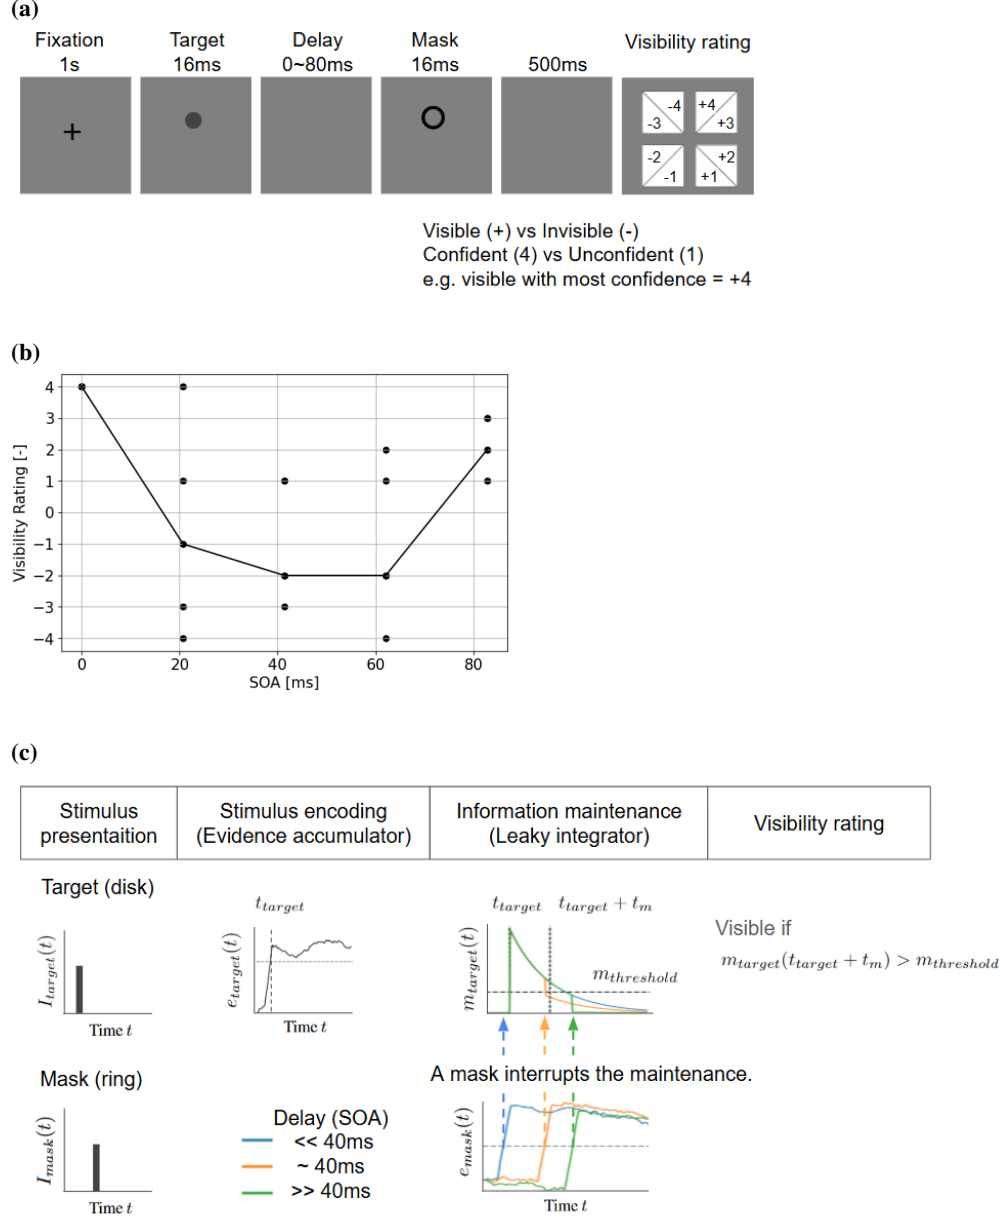 (a)
Fixation
1s
Target
16ms
Delay
0~80ms
Mask
16ms
500ms
Visibility rating
-4
-3
+4
+3
-2
-1
+2
+1
Visible (+) vs Invisible (-)
Confident (4) vs Unconfident (1)
e.g. visible with most confidence = +4
(b)
Visibility Rating [-]
4
3
2
1
0
−1
−2
−3
−4
0
20
40
60
80
SOA [ms]
(c)
Stimulus
presentaition
Stimulus encoding
(Evidence accumulator)
Information maintenance
(Leaky integrator)
Visibility rating
Target (disk)
I_target(t)
Time t
t_target
e_target(t)
Time t
t_target
t_target + t_m
m_target(t)
m_threshold
Visible if
m_target(t_target + t_m) > m_threshold
Mask (ring)
I_mask(t)
Time t
Delay (SOA)
<< 40ms
~ 40ms
>> 40ms
A mask interrupts the maintenance.
e_mask(t)
Time t